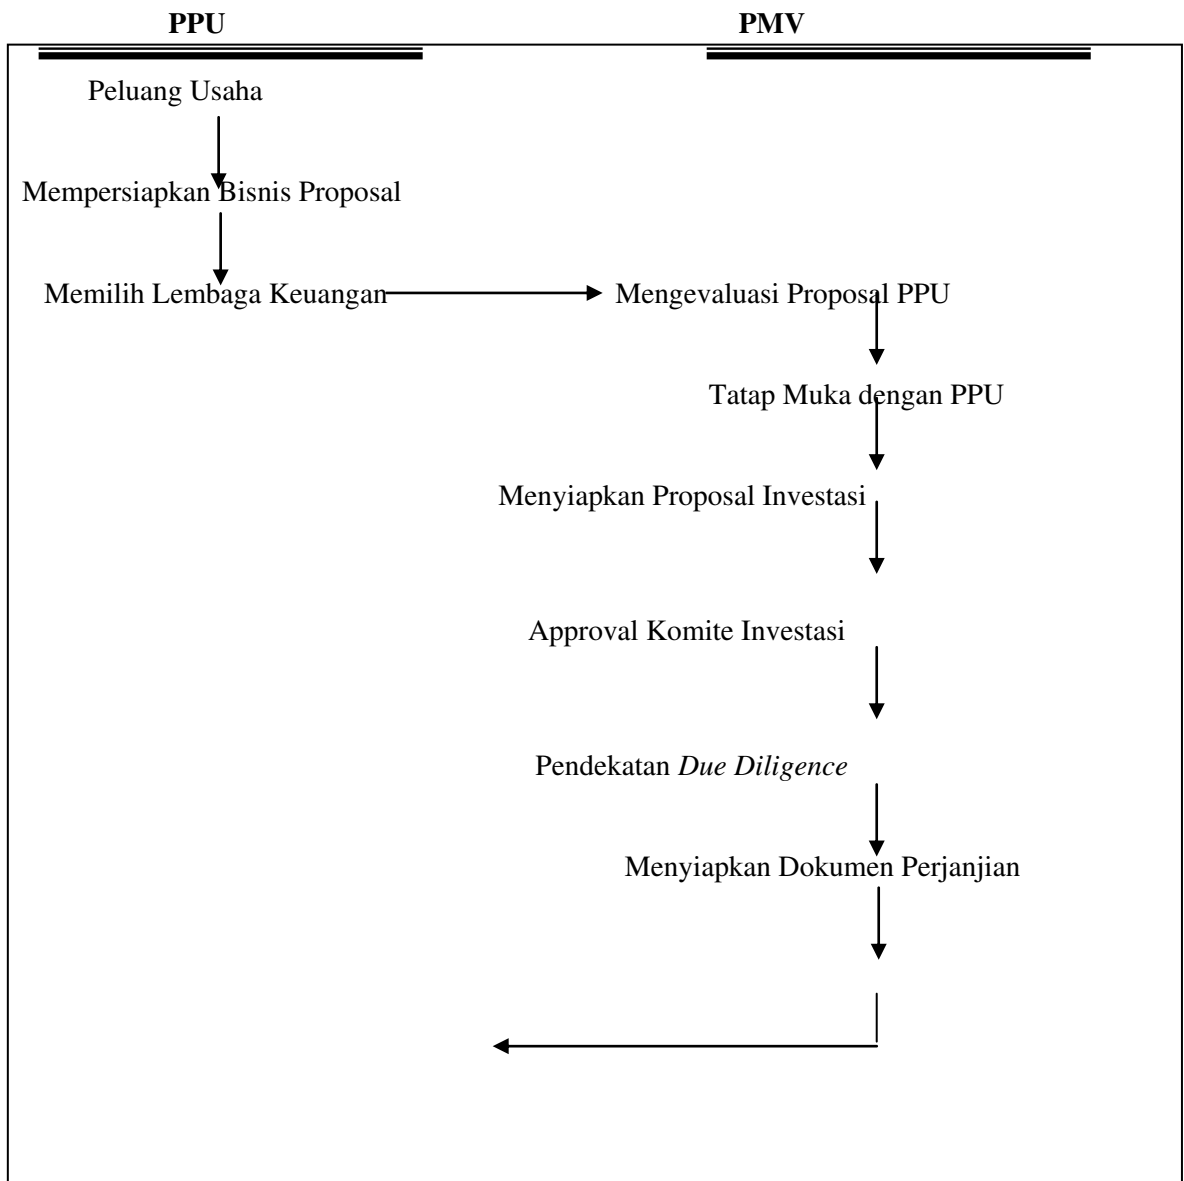 PPU PMV
Peluang Usaha
Mempersiapkan Bisnis Proposal
Memilih Lembaga Keuangan Mengevaluasi Proposal PPU
Tatap Muka dengan PPU
Menyiapkan Proposal Investasi
Approval Komite Investasi
Pendekatan Due Diligence
Menyiapkan Dokumen Perjanjian